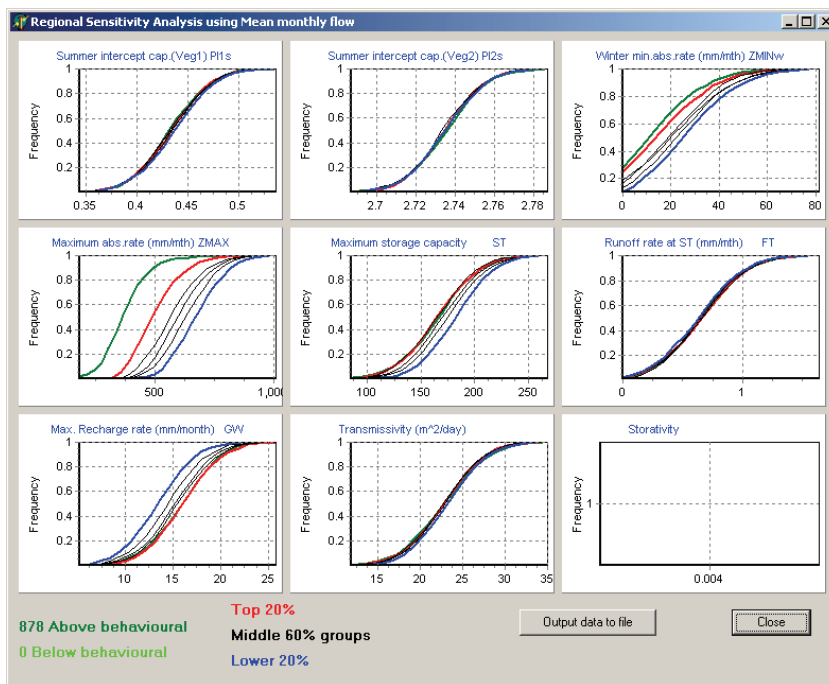 Regional Sensitivity Analysis using Mean monthly flow
Summer intercept cap.(Veg1) PI1s
Frequency
1
0.8
0.6
0.4
0.2
0.35 0.4 0.45 0.5
Summer intercept cap.(Veg2) PI2s
Frequency
1
0.8
0.6
0.4
0.2
2.7 2.72 2.74 2.76 2.78
Winter min.abs.rate (mm/mth) ZMINw
Frequency
1
0.9
0.8
0.7
0.6
0.5
0.4
0.3
0.2
0 20 40 60 80
Maximum abs.rate (mm/mth) ZMAX
Frequency
1
0.8
0.6
0.4
0.2
500 1,00
Maximum storage capacity ST
Frequency
1
0.8
0.6
0.4
0.2
100 150 200 250
Runoff rate at ST (mm/mth) FT
Frequency
1
0.8
0.6
0.4
0.2
0 1
Max. Recharge rate (mm/month) GW
Frequency
1
0.8
0.6
0.4
0.2
10 15 20 25
Transmissivity (m^2/day)
Frequency
1
0.8
0.6
0.4
0.2
15 20 25 30 35
Storativity
Frequency
1
0.004
878 Above behavioural
0 Below behavioural
Top 20%
Middle 60% groups
Lower 20%
Output data to file
Close